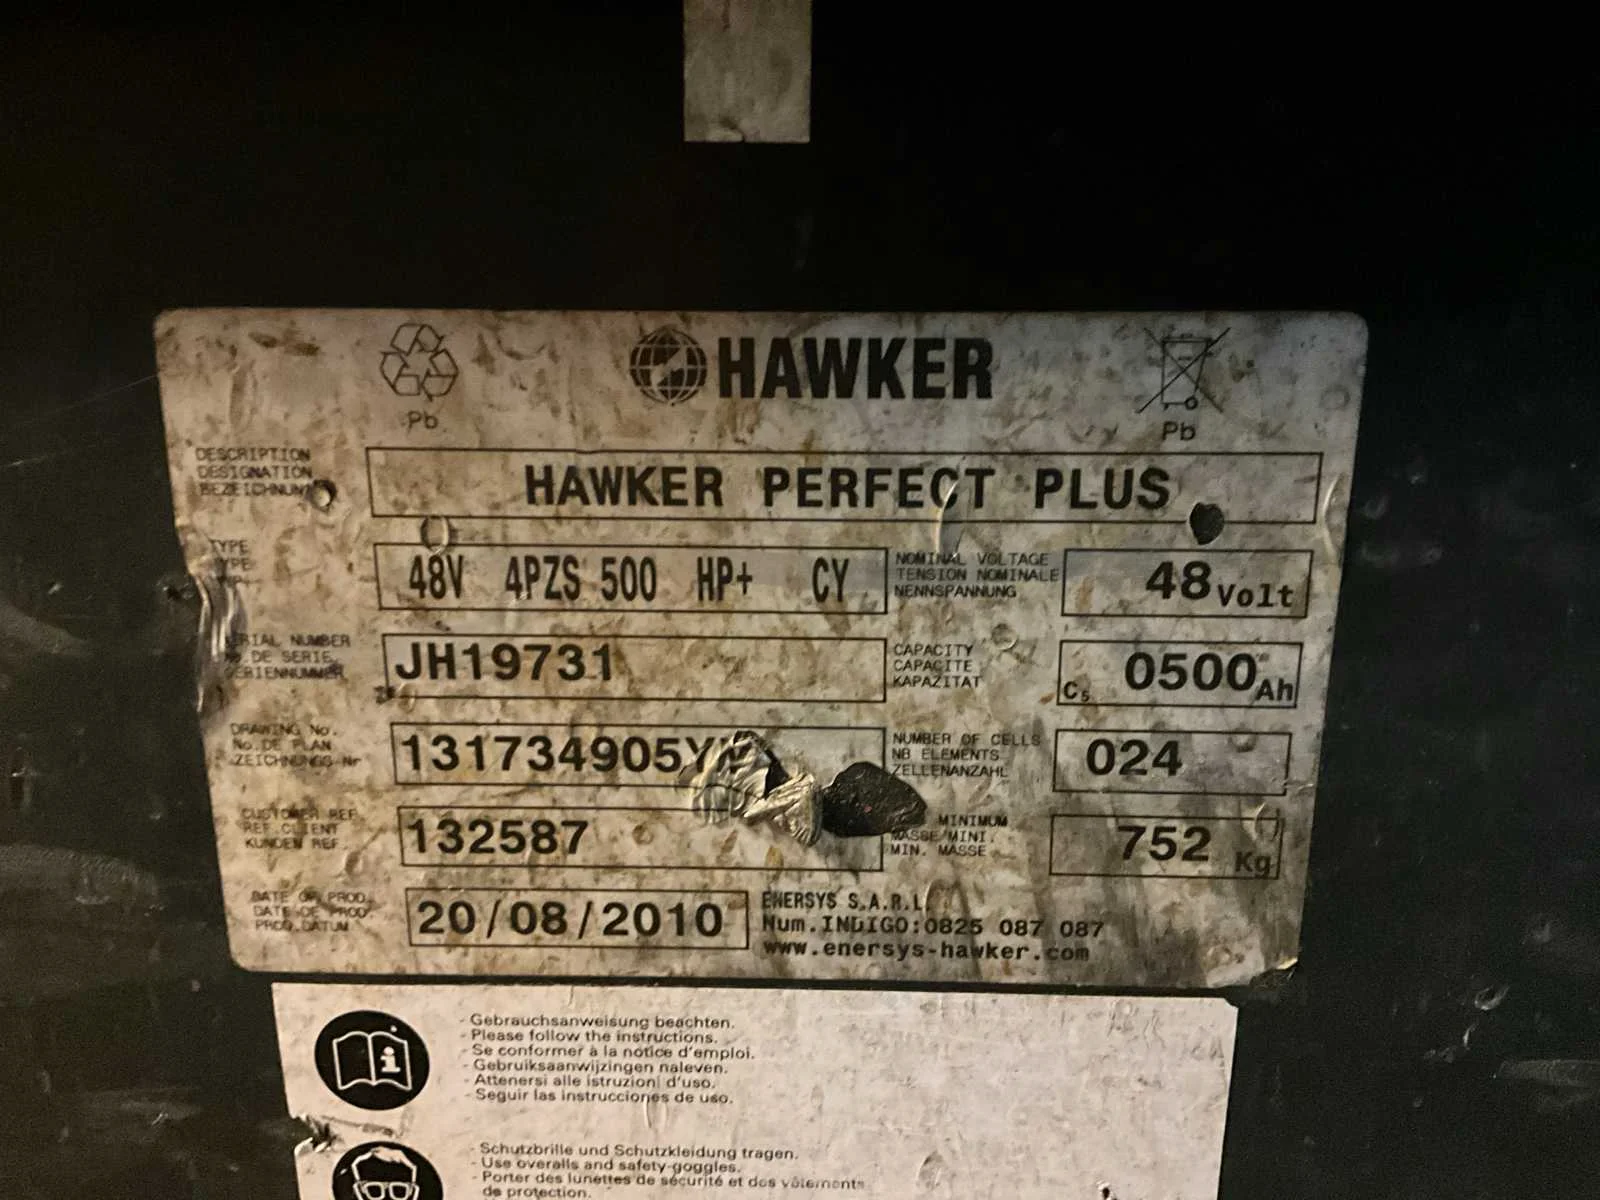 HAWKER
Pb
Pb
DESCRIPTION
DESIGNATION
HAWKER PERFECT PLUS
TYPE
48V 4PZS 500 HP+ CY
NOMINAL VOLTAGE
TENSION NOMINALE
NENNSPANNUNG
48 Volt
SERIAL NUMBER
No.DE SERIE
SERIENNUMMER
JH19731
CAPACITY
CAPACITE
KAPAZITAT
C5 0500 Ah
DRAWING No.
No.DE PLAN
ZEICHNUNGS-Nr
131734905Y
NUMBER OF CELLS
NB ELEMENTS
ZELLENANZAHL
024
CUSTOMER REF.
REF.CLIENT
KUNDEN REF.
132587
MINIMUM
MASSE/MINI.
MIN. MASSE
752 Kg
DATE OF PROD.
DATE DE PROD.
PROD.DATUM
20/08/2010
ENERSYS S.A.R.L
Num.INDIGO:0825 087 087
www.enersys-hawker.com
- Gebrauchsanweisung beachten.
- Please follow the instructions.
- Se conformer à la notice d'emploi.
- Gebruiksaanwijzingen naleven.
- Attenersi alle istruzioni d'uso.
- Seguir las instrucciones de uso.
- Schutzbrille und Schutzkleidung tragen.
- Use overalls and safety-goggles.
- Porter des lunettes de sécurité et des vêtements
de protection.